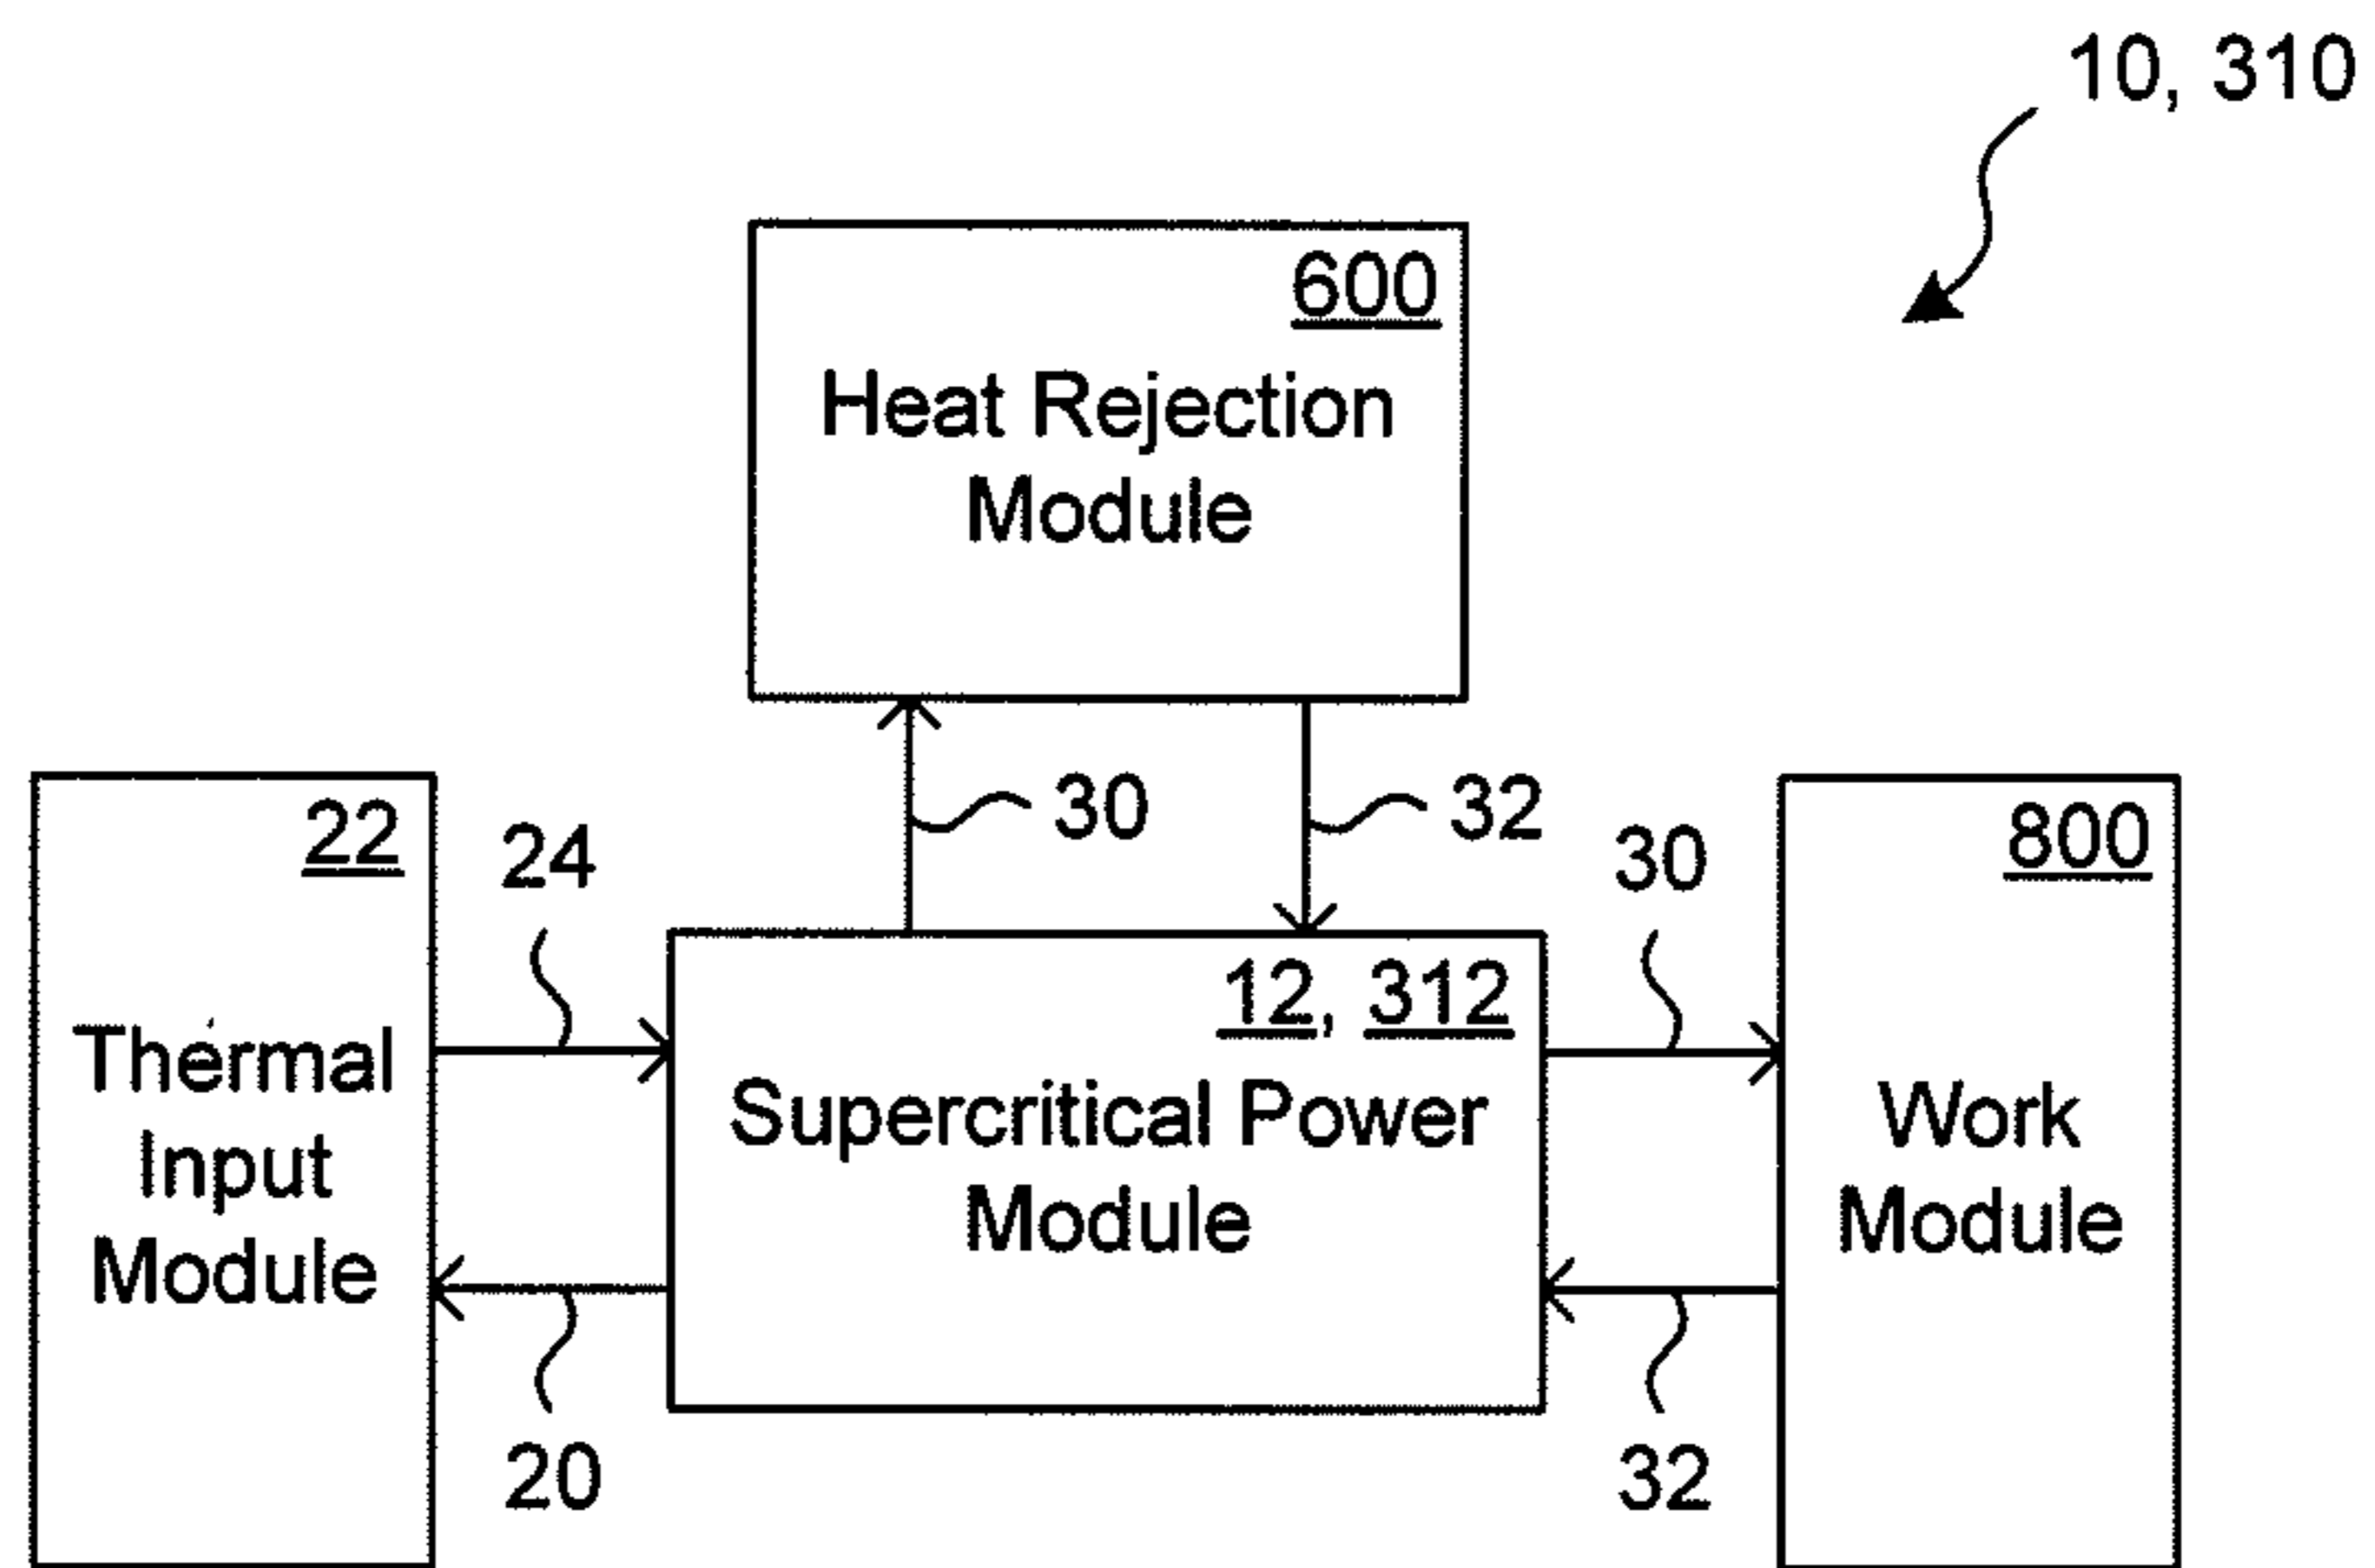 10, 310
600
Heat Rejection
Module
30
32
22
24
Thermal
Input
Module
20
12, 312
Supercritical Power
Module
30
32
800
Work
Module